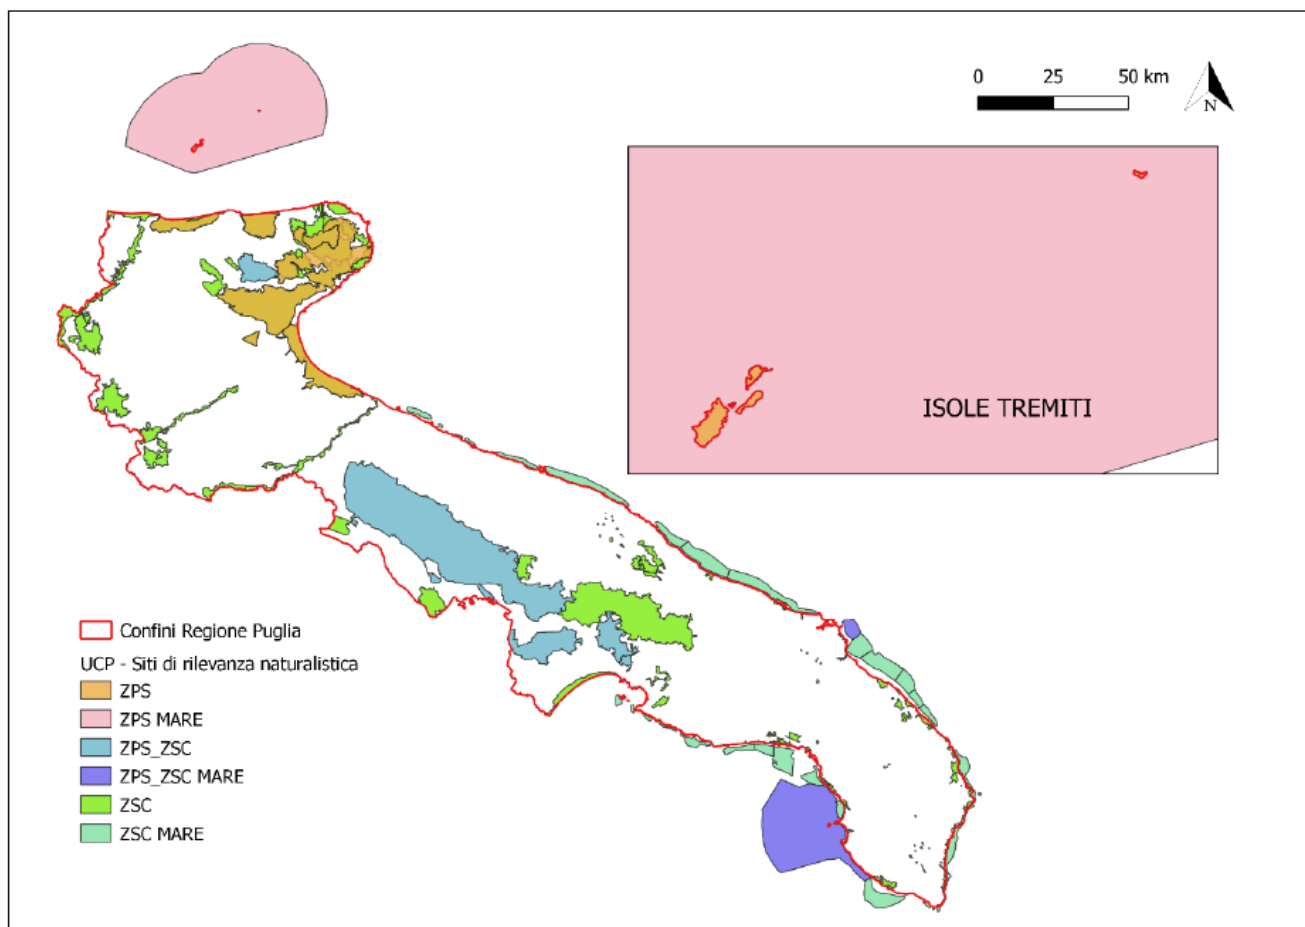 0 25 50 km
N
ISOLE TREMITI
Confini Regione Puglia
UCP - Siti di rilevanza naturalistica
ZPS
ZPS MARE
ZPS_ZSC
ZPS_ZSC MARE
ZSC
ZSC MARE